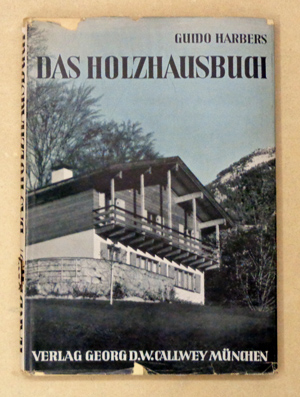 GUIDO HARBERS
DAS HOLZHAUSBUCH
VERLAG GEORG D.W. CALLWEY MÜNCHEN